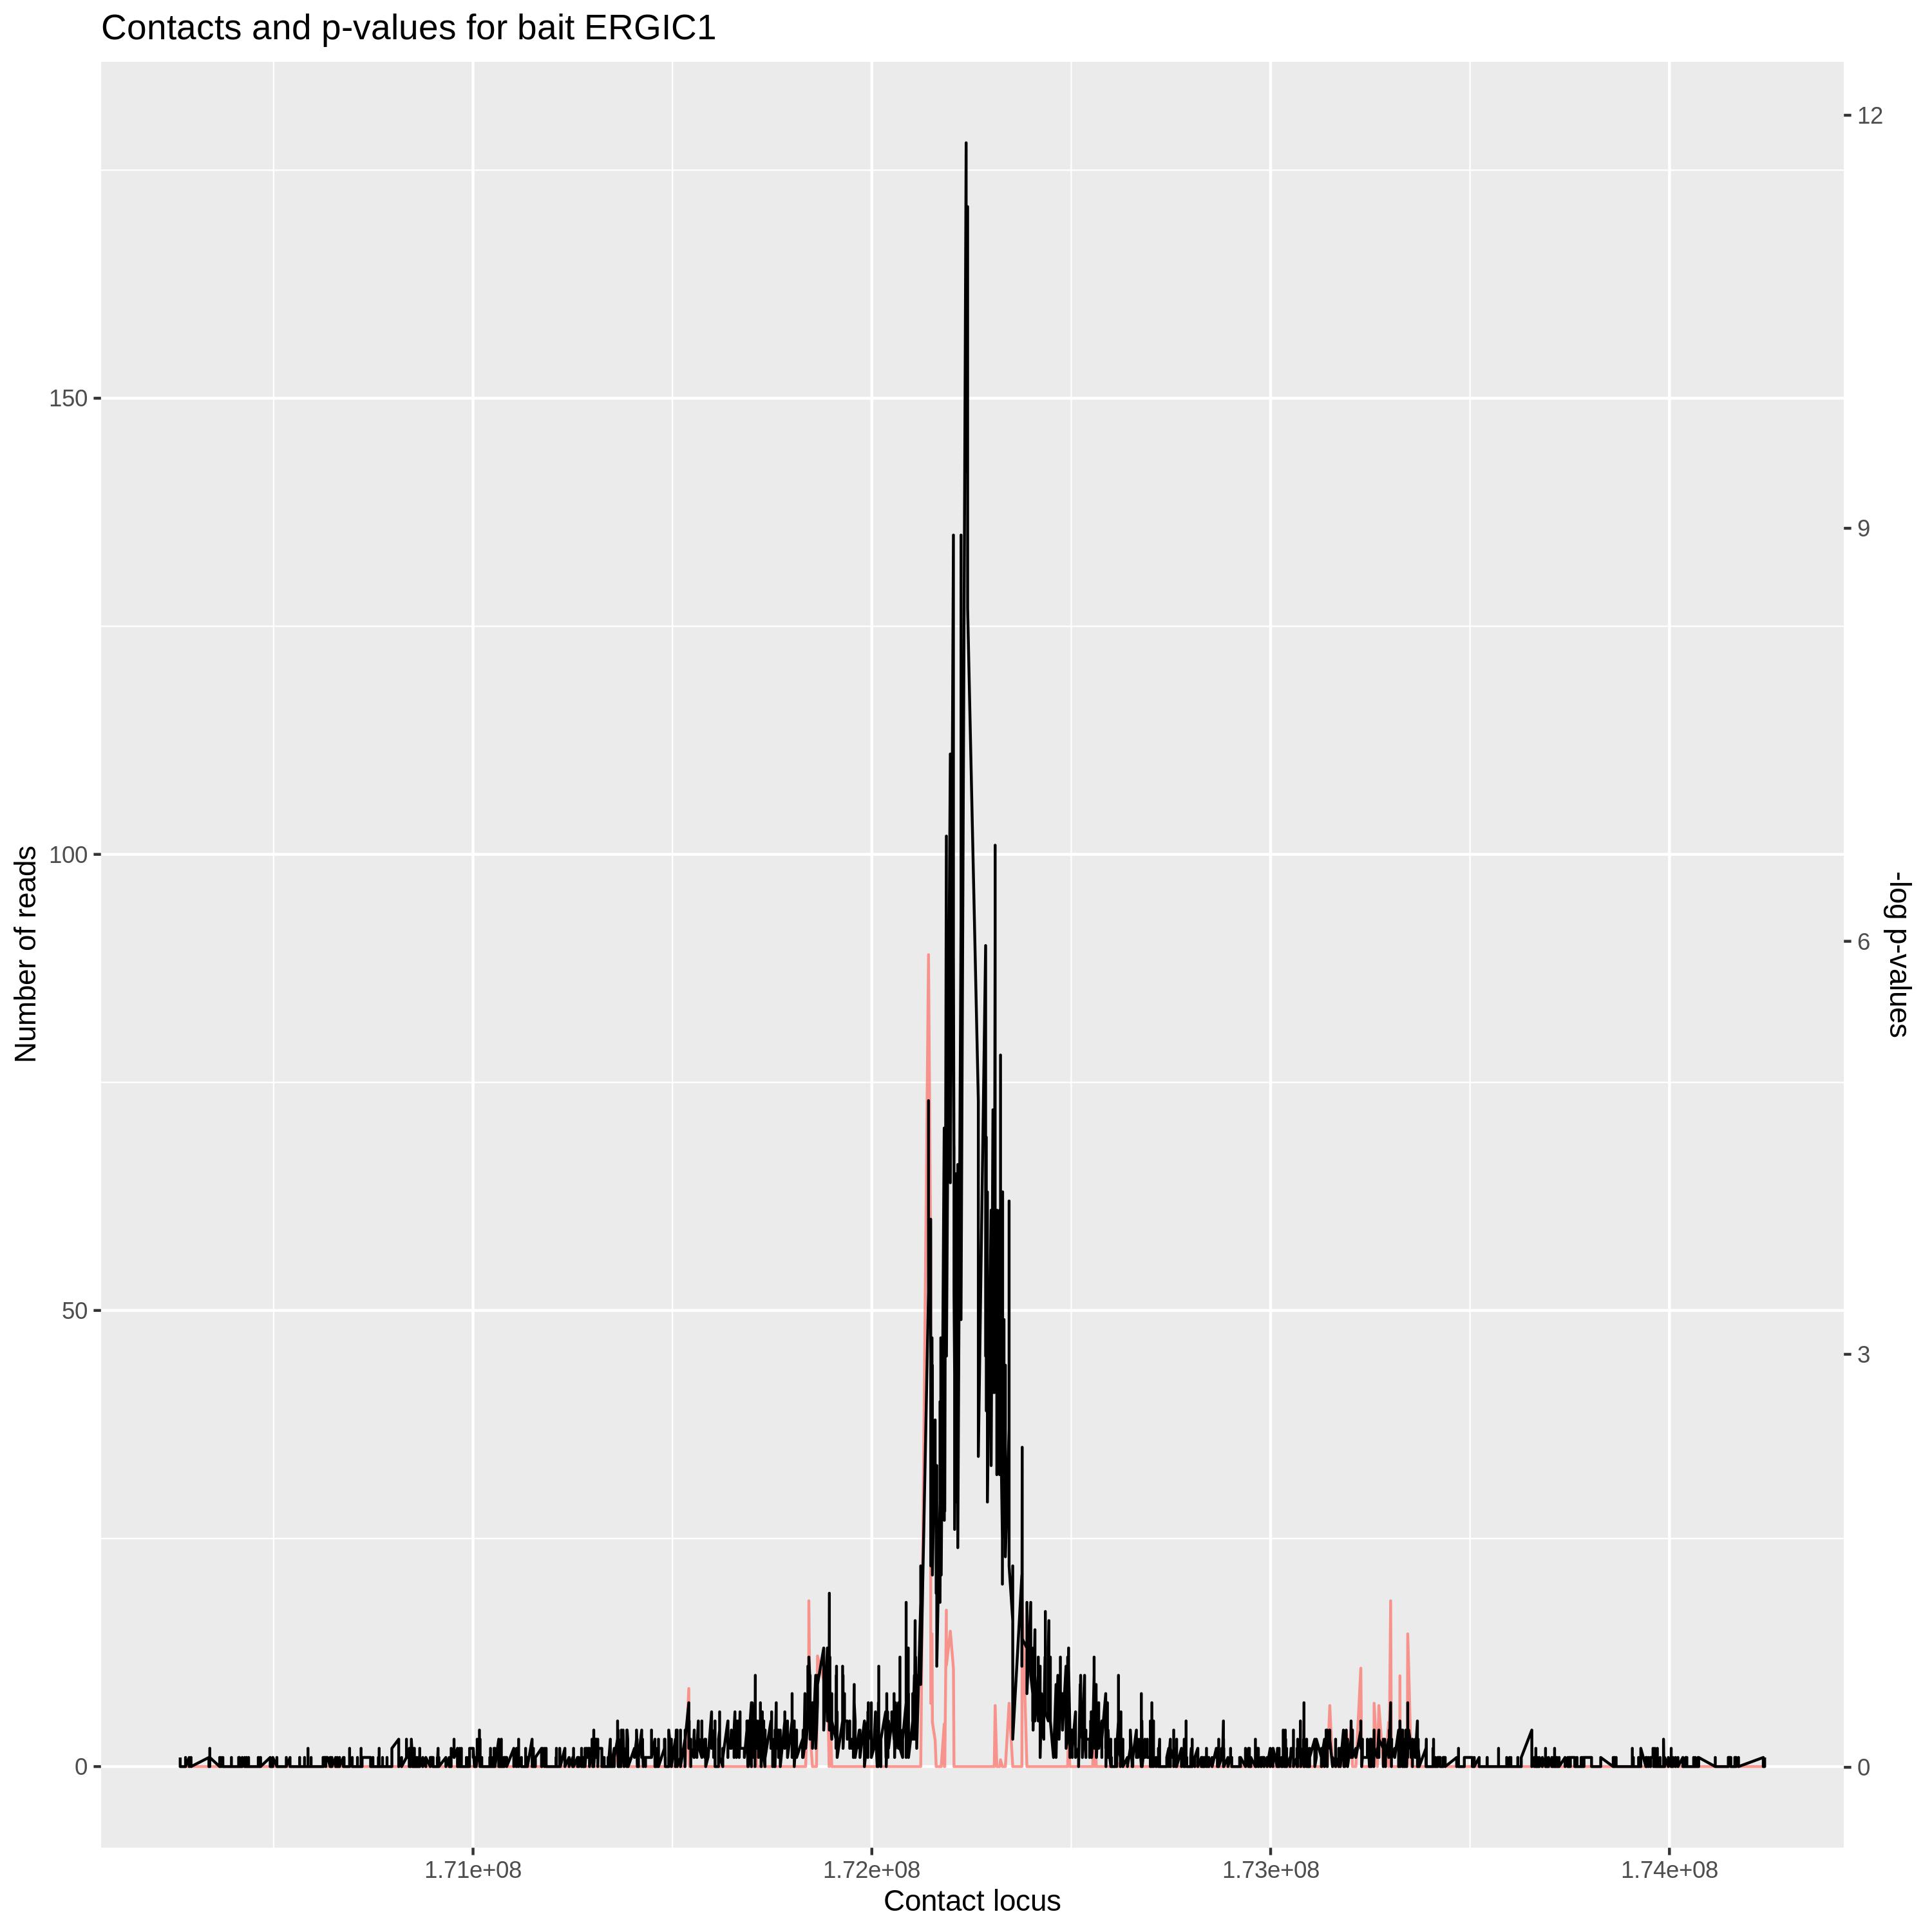 Contacts and p-values for bait ERGIC1
Number of reads
150
100
50
0
12
9
6
3
0
-log p-values
1.71e+08
1.72e+08
1.73e+08
1.74e+08
Contact locus